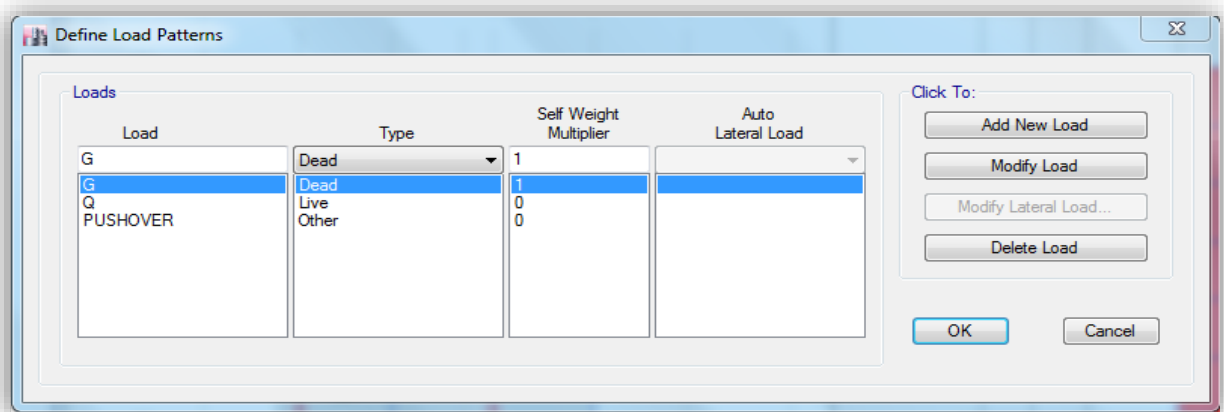 Define Load Patterns
Loads
Click To:
Load Type Self Weight Multiplier Auto Lateral Load
G Dead 1
G Dead 1
Q Live 0
PUSHOVER Other 0
Add New Load
Modify Load
Modify Lateral Load...
Delete Load
OK Cancel